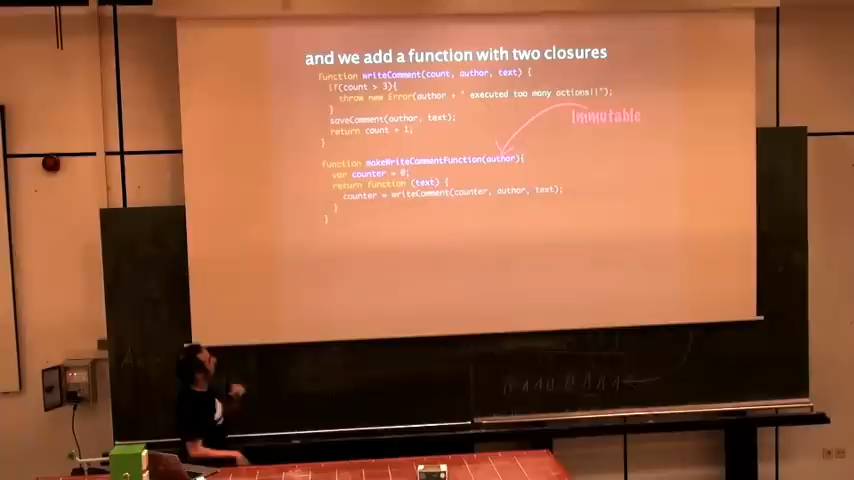 and we add a function with two closures
function writeComment(count, author, text) {
if(count > 3){
throw new Error(author + " executed too many actions!!");
}
saveComment(author, text);
return count + 1;
}
Immutable
function makeWriteCommentFunction(author){
var counter = 0;
return function (text) {
counter = writeComment(counter, author, text);
}
}